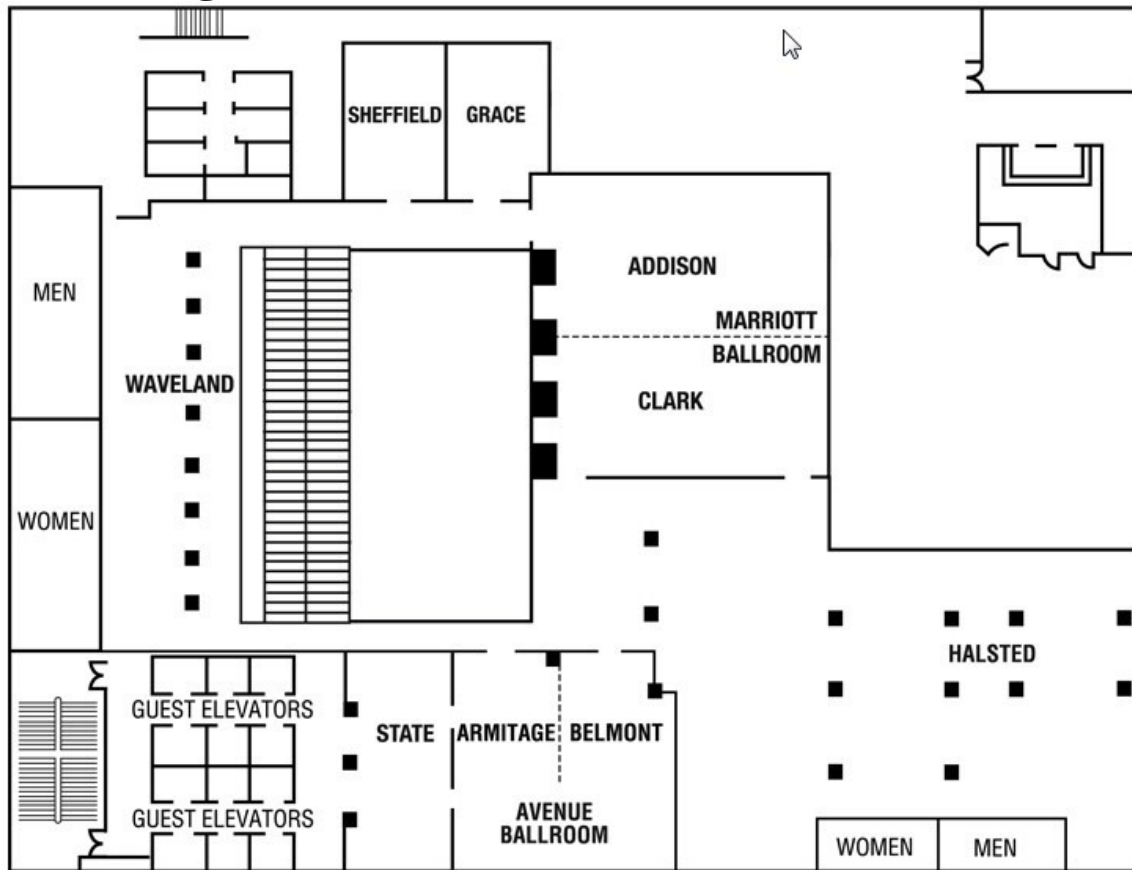 SHEFFIELD
GRACE
ADDISON
MEN
MARRIOTT
BALLROOM
WAVELAND
CLARK
WOMEN
HALSTED
GUEST ELEVATORS
STATE
ARMITAGE
BELMONT
GUEST ELEVATORS
AVENUE
BALLROOM
WOMEN
MEN